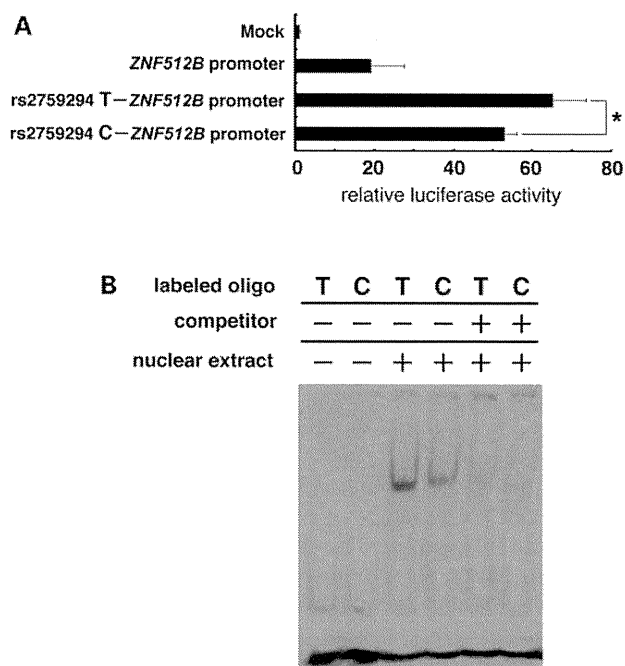 A
Mock
ZNF512B promoter
rs2759294 T–ZNF512B promoter
rs2759294 C–ZNF512B promoter
*
0 20 40 60 80
relative luciferase activity
B labeled oligo T C T C T C
competitor − − − − + +
nuclear extract − − + + + +